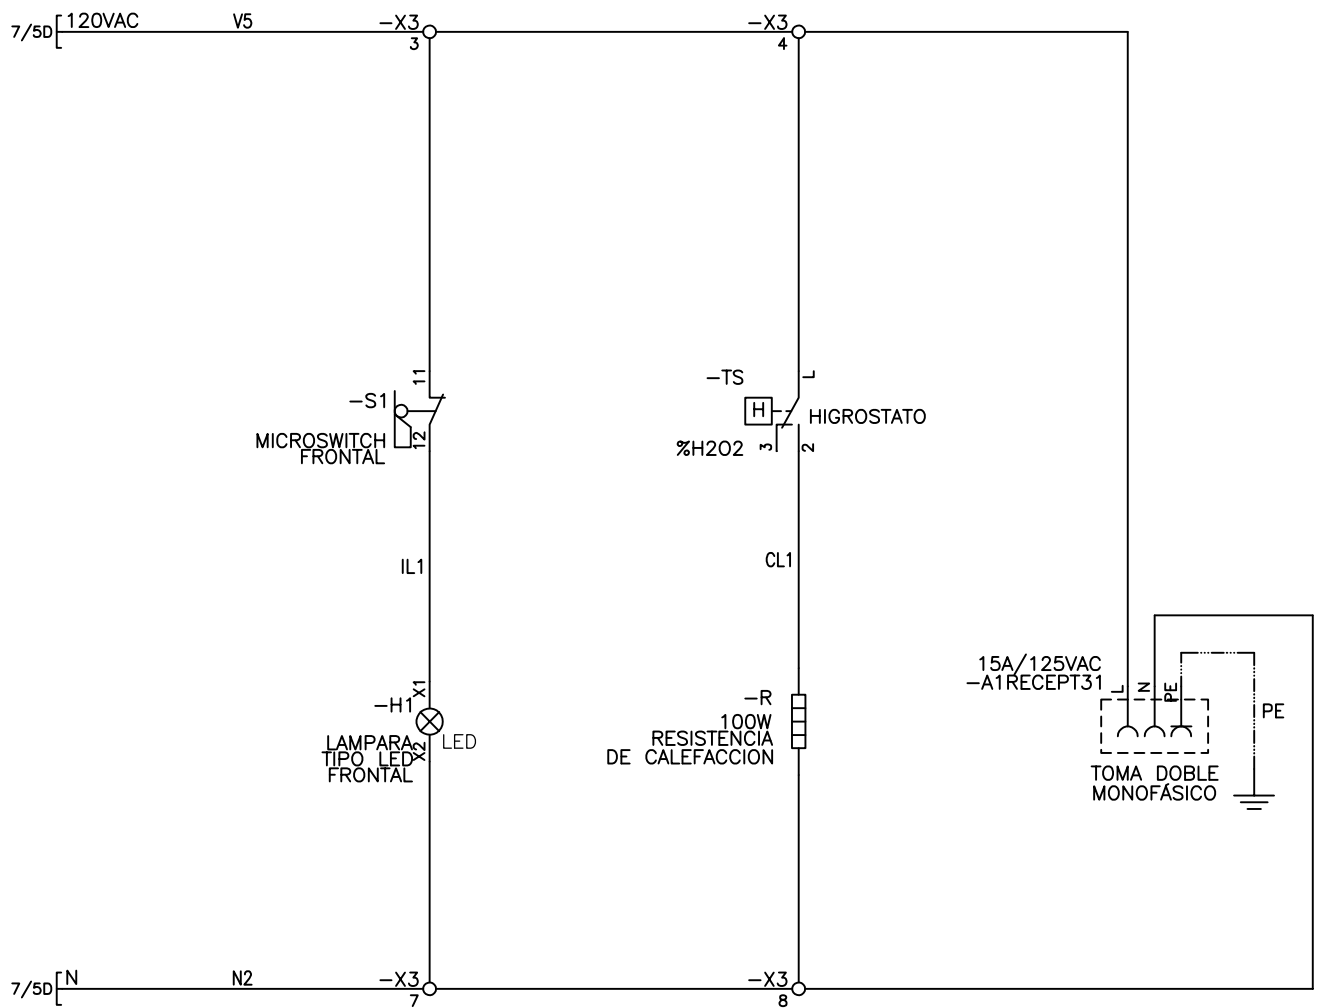 7/5D 120VAC V5 -X3 -X3
3 4
11
-S1
12
MICROSWITCH
FRONTAL
-TS L
H
HIGROSTATO
%H2O2 3 2
IL1
CL1
X1
-H1
X2
LED
LAMPARA
TIPO LED
FRONTAL
-R
100W
RESISTENCIA
DE CALEFACCION
15A/125VAC
-A1RECEPT31
L N PE
PE
TOMA DOBLE
MONOFÁSICO
7/5D N N2 -X3 -X3
7 8